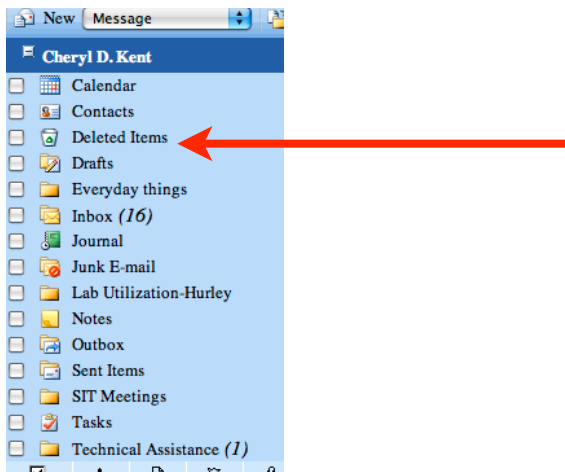 New Message
Cheryl D. Kent
Calendar
Contacts
Deleted Items
Drafts
Everyday things
Inbox (16)
Journal
Junk E-mail
Lab Utilization-Hurley
Notes
Outbox
Sent Items
SIT Meetings
Tasks
Technical Assistance (1)